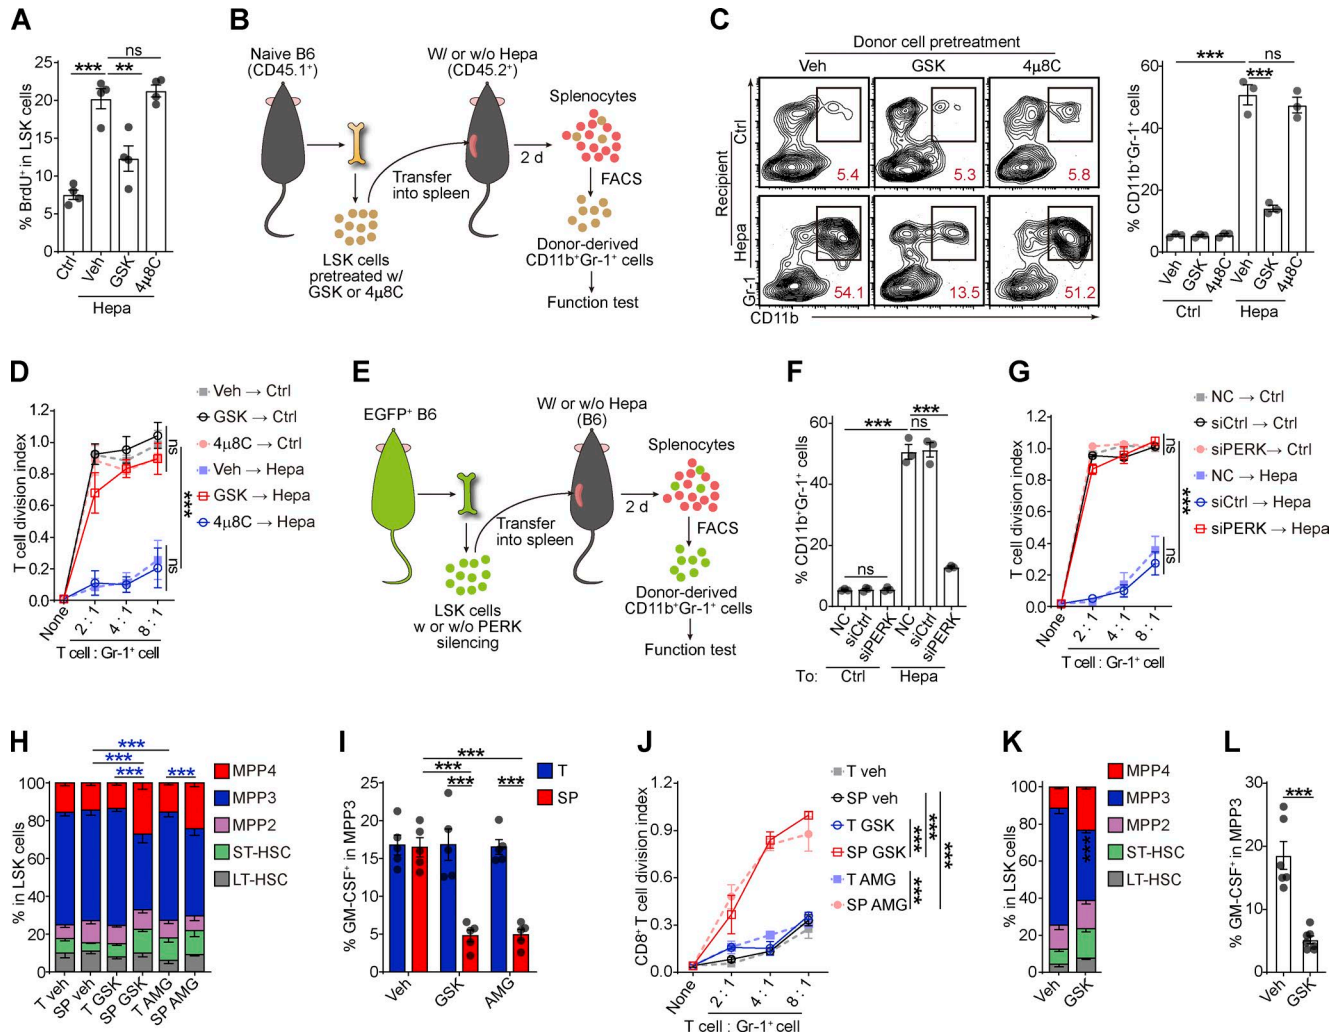 A
ns
***
**
% BrdU⁺ in LSK cells
25
20
15
10
5
0
Ctrl
Veh
GSK
4µ8C
Hepa
B
Naive B6
(CD45.1⁺)
W/ or w/o Hepa
(CD45.2⁺)
Splenocytes
2 d
Transfer
into spleen
FACS
LSK cells
pretreated w/
GSK or 4µ8C
Donor-derived
CD11b⁺Gr-1⁺ cells
Function test
C
Donor cell pretreatment
Veh
GSK
4µ8C
Recipient
Ctrl
Hepa
5.4
5.3
5.8
54.1
13.5
51.2
Gr-1
CD11b
*** ns
***
% CD11b⁺Gr-1⁺ cells
60
40
20
0
Veh
GSK
4µ8C
Veh
GSK
4µ8C
Ctrl
Hepa
D
Veh → Ctrl
GSK → Ctrl
4µ8C → Ctrl
Veh → Hepa
GSK → Hepa
4µ8C → Hepa
T cell division index
1.2
1.0
0.8
0.6
0.4
0.2
0.0
ns
***
ns
None
2 : 1
4 : 1
8 : 1
T cell : Gr-1⁺ cell
E
EGFP⁺ B6
W/ or w/o Hepa
(B6)
Splenocytes
2 d
Transfer
into spleen
FACS
LSK cells
w or w/o PERK
silencing
Donor-derived
CD11b⁺Gr-1⁺ cells
Function test
F
***
*** ns
ns
% CD11b⁺Gr-1⁺ cells
60
40
20
0
NC
siCtrl
siPERK
NC
siCtrl
siPERK
To:
Ctrl
Hepa
G
NC → Ctrl
siCtrl → Ctrl
siPERK → Ctrl
NC → Hepa
siCtrl → Hepa
siPERK → Hepa
T cell division index
1.2
1.0
0.8
0.6
0.4
0.2
0.0
ns
***
ns
None
2 : 1
4 : 1
8 : 1
T cell : Gr-1⁺ cell
H
***
***
*** ***
MPP4
MPP3
MPP2
ST-HSC
LT-HSC
% in LSK cells
100
80
60
40
20
0
T veh
SP veh
T GSK
SP GSK
T AMG
SP AMG
I
***
***
*** ***
T
SP
% GM-CSF⁺ in MPP3
25
20
15
10
5
0
Veh
GSK
AMG
J
T veh
SP veh
T GSK
SP GSK
T AMG
SP AMG
***
***
***
***
CD8⁺ T cell division index
1.2
0.9
0.6
0.3
0.0
None
2 : 1
4 : 1
8 : 1
T cell : Gr-1⁺ cell
K
MPP4
MPP3
MPP2
ST-HSC
LT-HSC
% in LSK cells
100
80
60
40
20
0
***
Veh
GSK
L
***
% GM-CSF⁺ in MPP3
30
20
10
0
Veh
GSK